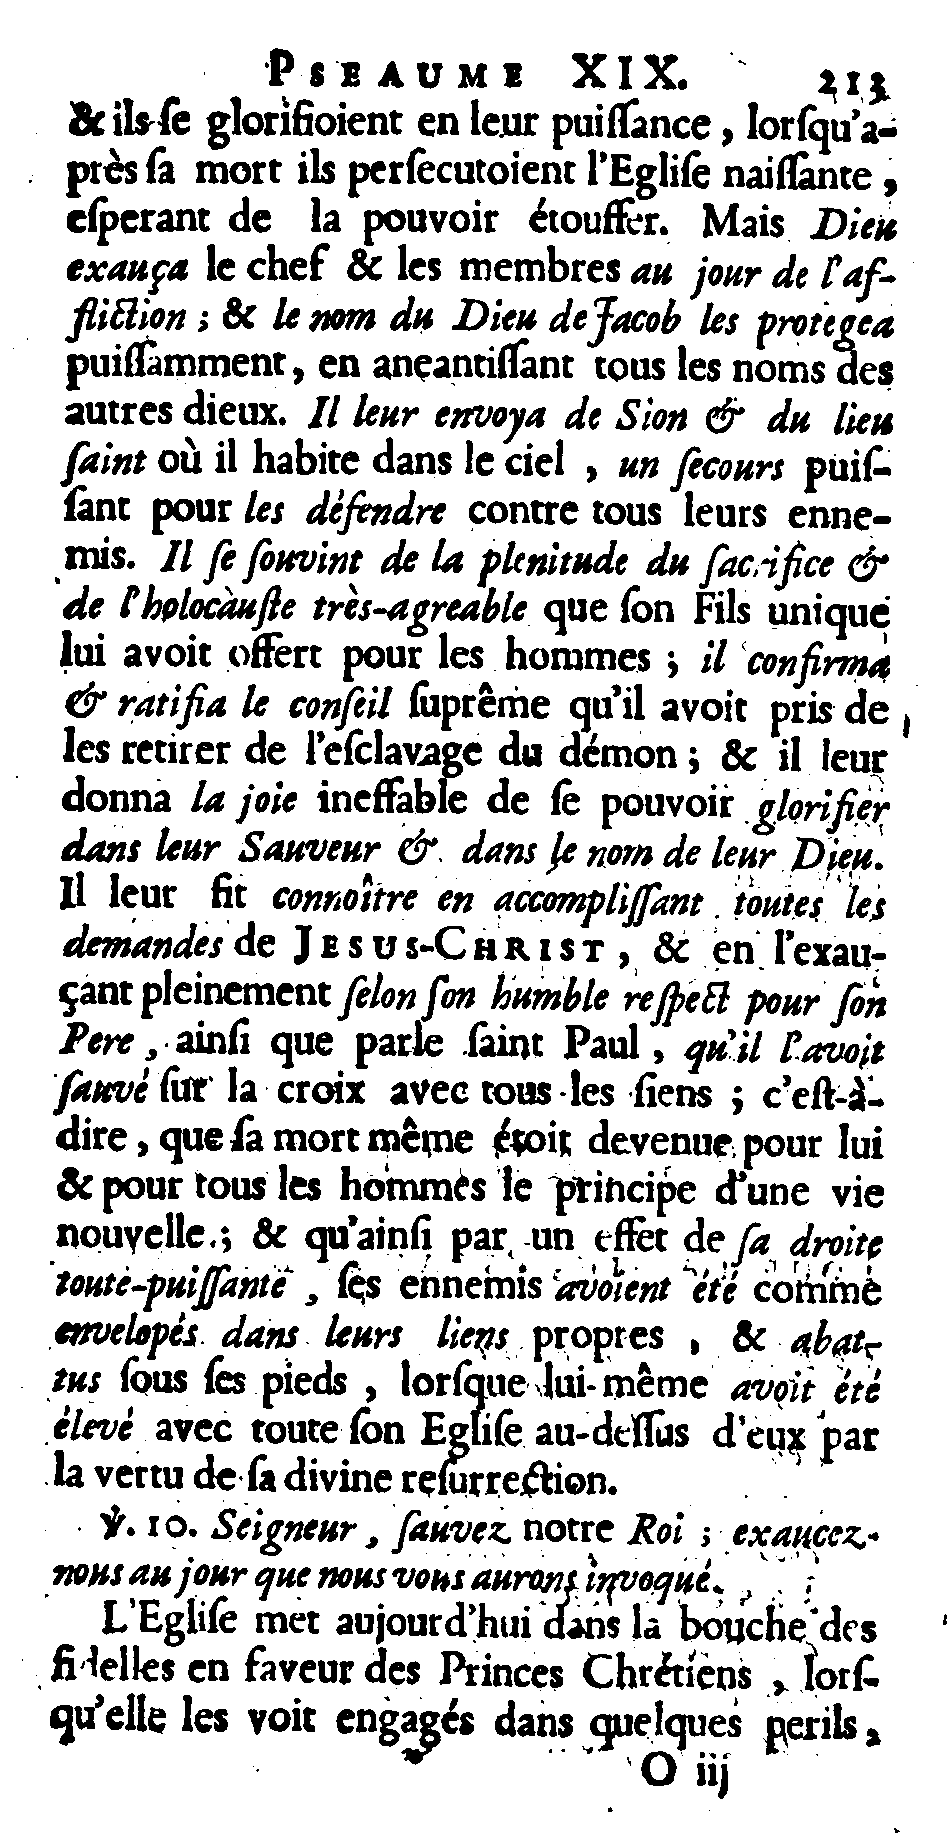 PSEAUME XIX. 213
& ils ſe glorifioient en leur puiſſance, lorſqu'a-
près ſa mort ils perſecutoient l'Egliſe naiſſante,
eſperant de la pouvoir étouffer. Mais Dieu
exauça le chef & les membres au jour de l'af-
fliction ; & le nom du Dieu de Jacob les protegea
puiſſamment, en aneantiſſant tous les noms des
autres dieux. Il leur envoya de Sion & du lieu
ſaint où il habite dans le ciel, un ſecours puiſ-
ſant pour les défendre contre tous leurs enne-
mis. Il ſe ſouvint de la plenitude du ſacrifice &
de l'holocauſte très-agreable que ſon Fils unique
lui avoit offert pour les hommes ; il confirma
& ratifia le conſeil ſuprême qu'il avoit pris de
les retirer de l'eſclavage du démon ; & il leur
donna la joie ineffable de ſe pouvoir glorifier
dans leur Sauveur & dans le nom de leur Dieu.
Il leur fit connoître en accompliſſant toutes les
demandes de JESUS-CHRIST, & en l'exau-
çant pleinement ſelon ſon humble reſpect pour ſon
Pere, ainſi que parle ſaint Paul, qu'il l'avoit
ſauvé ſur la croix avec tous les ſiens ; c'eſt-à-
dire, que ſa mort même étoit devenue pour lui
& pour tous les hommes le principe d'une vie
nouvelle ; & qu'ainſi par un effet de ſa droite
toute-puiſſante, ſes ennemis avoient été comme
envelopés dans leurs liens propres, & abat-
tus ſous ſes pieds, lorſque lui-même avoit été
élevé avec toute ſon Egliſe au-deſſus d'eux par
la vertu de ſa divine reſurrection.
℣. 10. Seigneur, ſauvez notre Roi ; exaucez-
nous au jour que nous vous aurons invoqué.
L'Egliſe met aujourd'hui dans la bouche des
fidelles en faveur des Princes Chrétiens, lorſ-
qu'elle les voit engagés dans quelques perils,
O iij